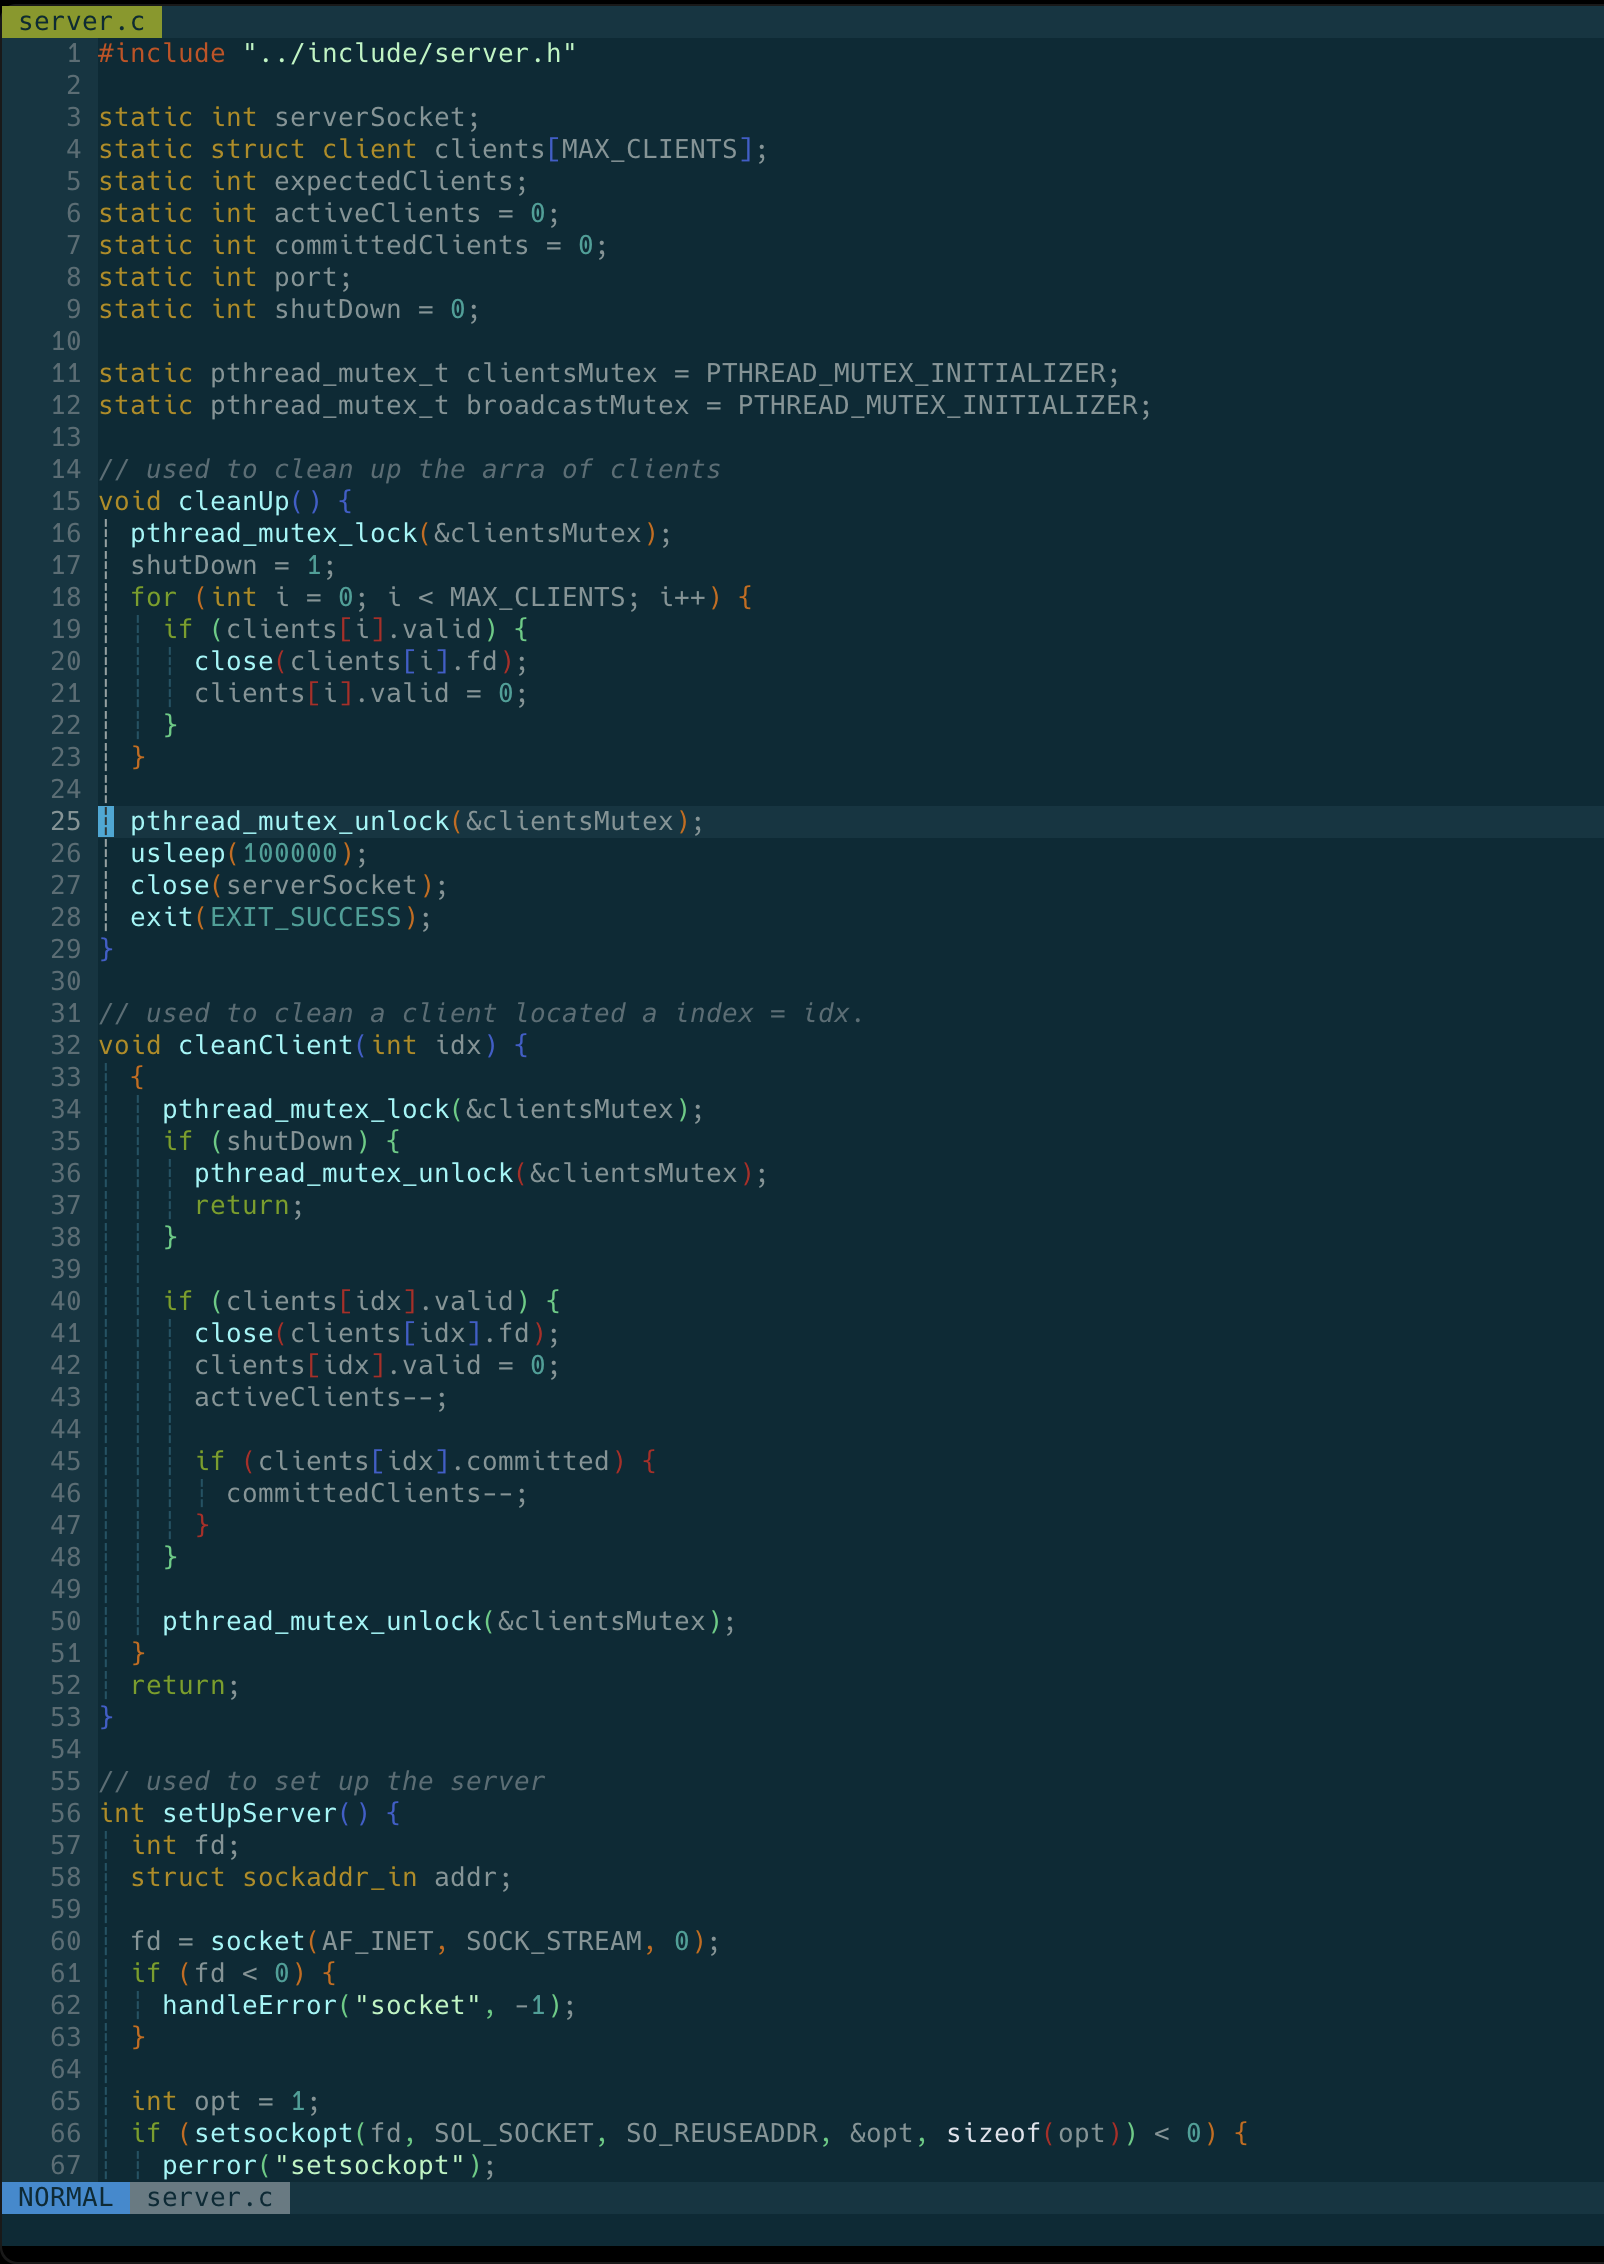 server.c
1 #include "../include/server.h"
2
3 static int serverSocket;
4 static struct client clients[MAX_CLIENTS];
5 static int expectedClients;
6 static int activeClients = 0;
7 static int committedClients = 0;
8 static int port;
9 static int shutDown = 0;
10
11 static pthread_mutex_t clientsMutex = PTHREAD_MUTEX_INITIALIZER;
12 static pthread_mutex_t broadcastMutex = PTHREAD_MUTEX_INITIALIZER;
13
14 // used to clean up the arra of clients
15 void cleanUp() {
16   pthread_mutex_lock(&clientsMutex);
17   shutDown = 1;
18   for (int i = 0; i < MAX_CLIENTS; i++) {
19     if (clients[i].valid) {
20       close(clients[i].fd);
21       clients[i].valid = 0;
22     }
23   }
24
25   pthread_mutex_unlock(&clientsMutex);
26   usleep(100000);
27   close(serverSocket);
28   exit(EXIT_SUCCESS);
29 }
30
31 // used to clean a client located a index = idx.
32 void cleanClient(int idx) {
33   {
34     pthread_mutex_lock(&clientsMutex);
35     if (shutDown) {
36       pthread_mutex_unlock(&clientsMutex);
37       return;
38     }
39
40     if (clients[idx].valid) {
41       close(clients[idx].fd);
42       clients[idx].valid = 0;
43       activeClients--;
44
45       if (clients[idx].committed) {
46         committedClients--;
47       }
48     }
49
50     pthread_mutex_unlock(&clientsMutex);
51   }
52   return;
53 }
54
55 // used to set up the server
56 int setUpServer() {
57   int fd;
58   struct sockaddr_in addr;
59
60   fd = socket(AF_INET, SOCK_STREAM, 0);
61   if (fd < 0) {
62     handleError("socket", -1);
63   }
64
65   int opt = 1;
66   if (setsockopt(fd, SOL_SOCKET, SO_REUSEADDR, &opt, sizeof(opt)) < 0) {
67     perror("setsockopt");
NORMAL server.c